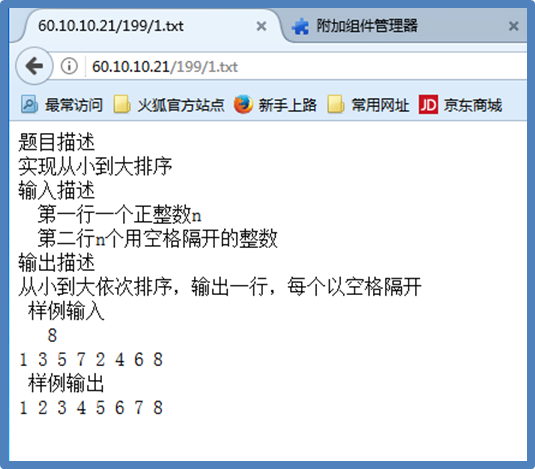 60.10.10.21/199/1.txt
附加组件管理器
60.10.10.21/199/1.txt
最常访问 火狐官方站点 新手上路 常用网址 JD 京东商城
题目描述
实现从小到大排序
输入描述
第一行一个正整数n
第二行n个用空格隔开的整数
输出描述
从小到大依次排序，输出一行，每个以空格隔开
样例输入
8
1 3 5 7 2 4 6 8
样例输出
1 2 3 4 5 6 7 8